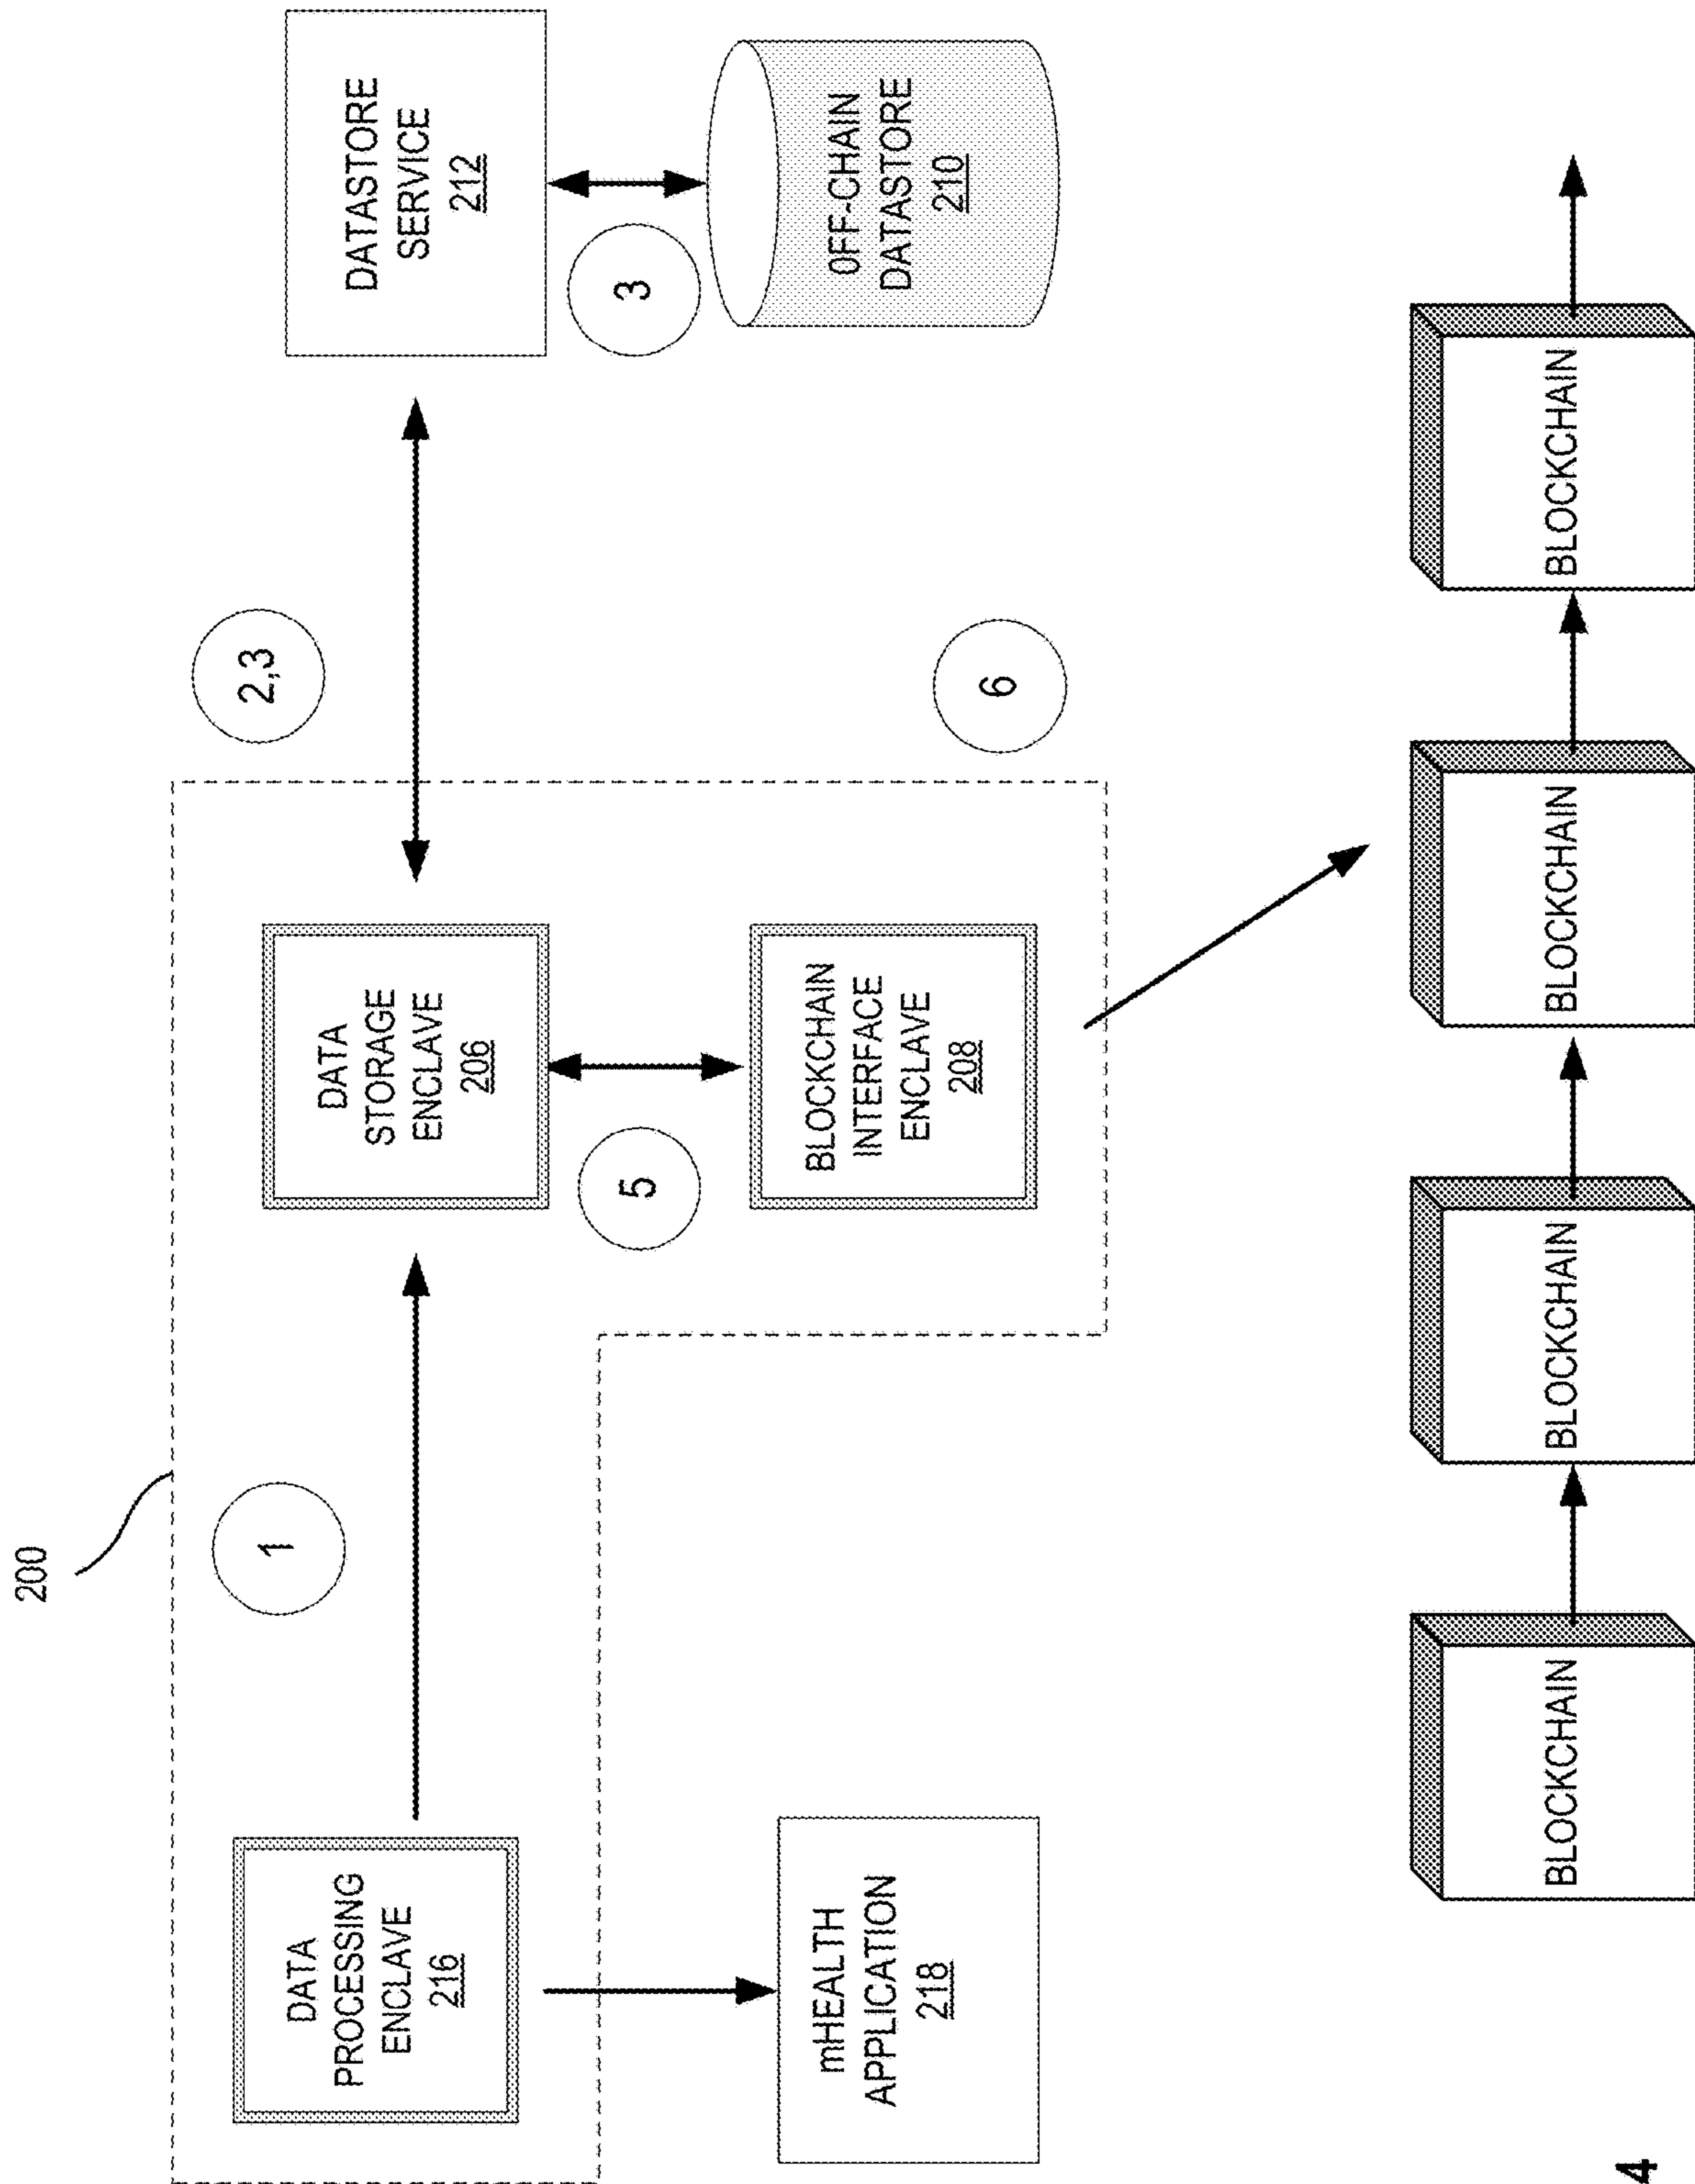 200
1
2,3
DATA
PROCESSING
ENCLAVE
216
DATA
STORAGE
ENCLAVE
206
DATASTORE
SERVICE
212
5
3
mHEALTH
APPLICATION
218
BLOCKCHAIN
INTERFACE
ENCLAVE
208
0FF-CHAIN
DATASTORE
210
6
BLOCKCHAIN
BLOCKCHAIN
BLOCKCHAIN
BLOCKCHAIN
4